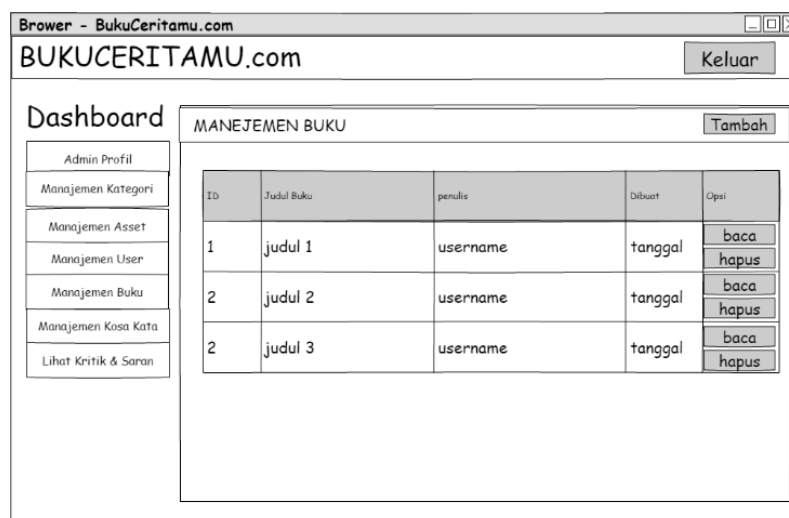 Brower - BukuCeritamu.com
BUKUCERITAMU.com
Keluar
Dashboard
Admin Profil
Manajemen Kategori
Manajemen Asset
Manajemen User
Manajemen Buku
Manajemen Kosa Kata
Lihat Kritik & Saran
MANEJEMEN BUKU
Tambah
ID Judul Buku penulis Dibuat Opsi
1 judul 1 username tanggal baca
hapus
2 judul 2 username tanggal baca
hapus
2 judul 3 username tanggal baca
hapus